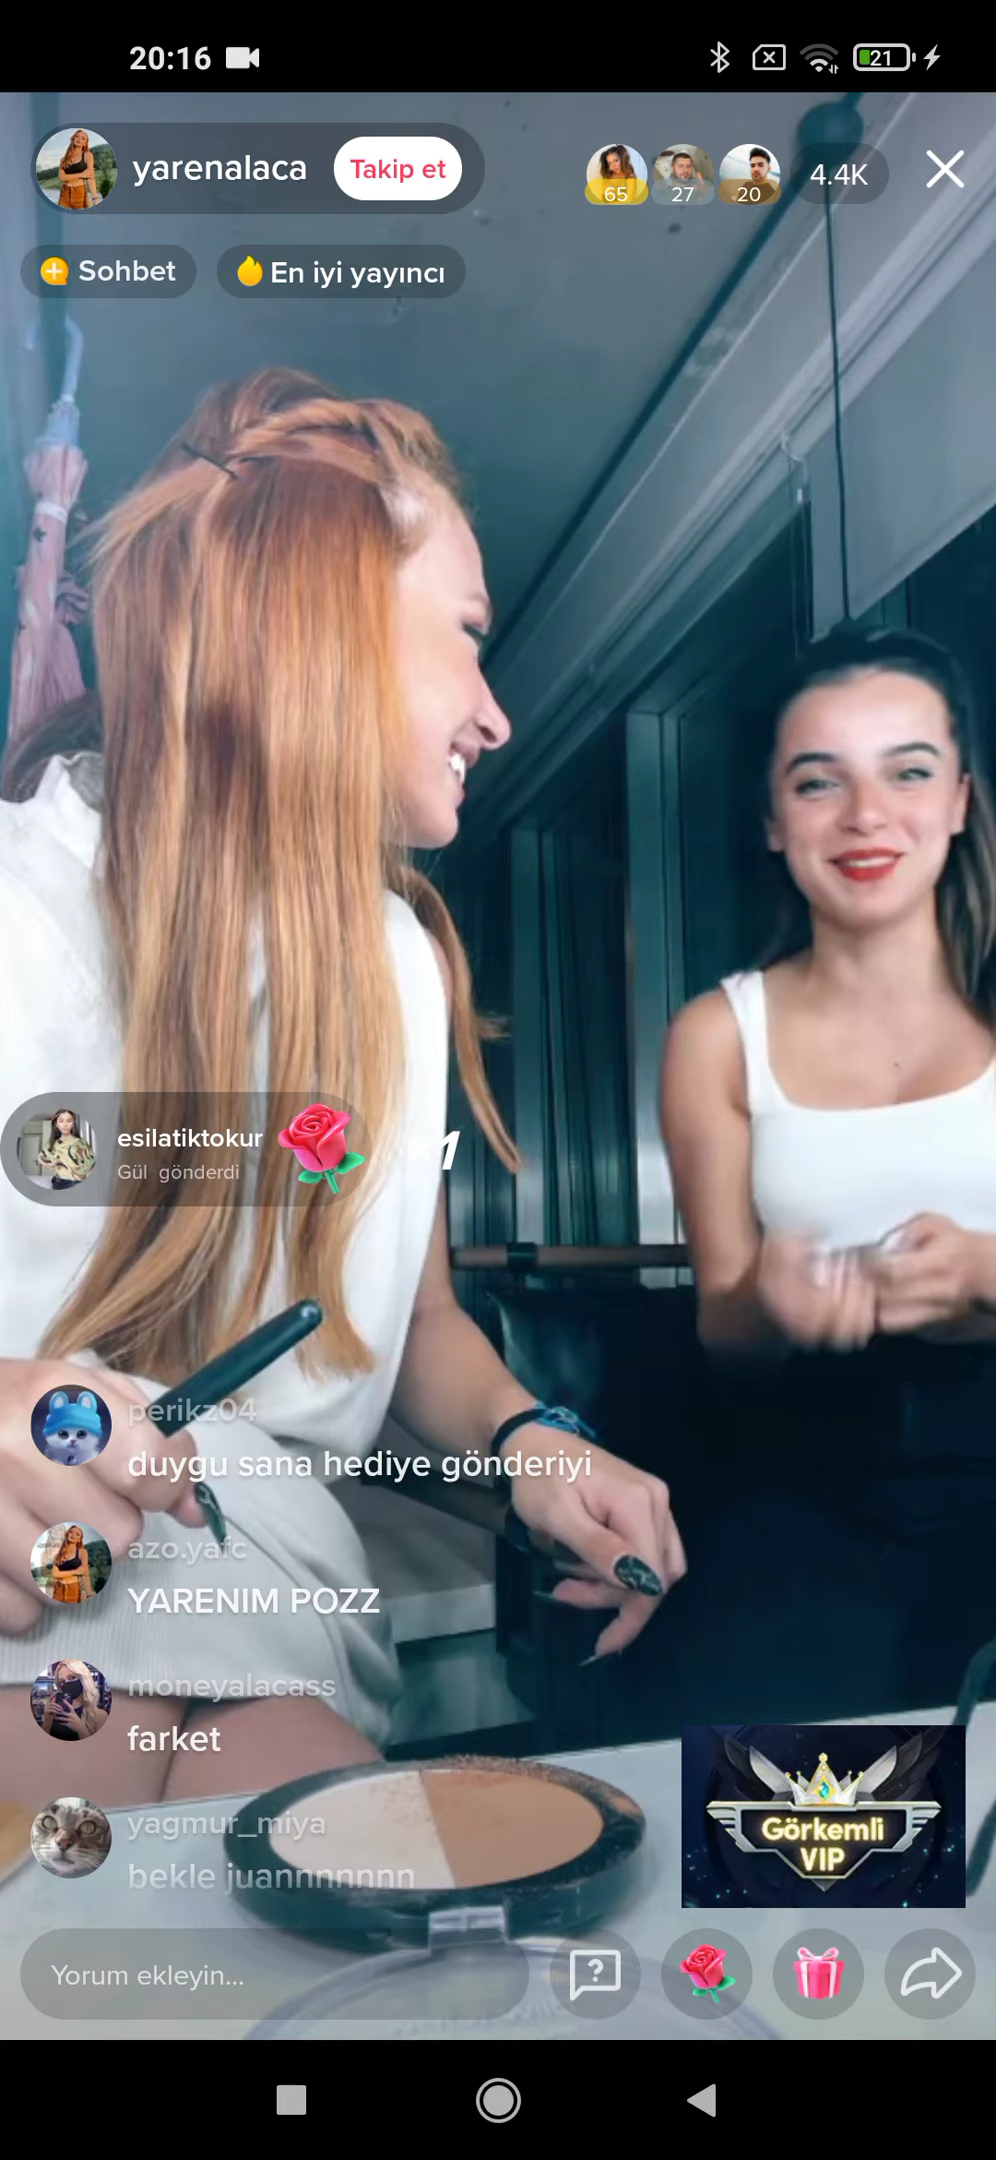 20:16
21
yarenalaca
Takip et
65
27
20
4.4K
Sohbet
En iyi yayıncı
esilatiktokur
Gül gönderdi
x1
perikz04
duygu sana hediye gönderiyi
azo.yafc
YARENIM POZZ
moneyalacass
farket
yagmur_miya
bekle juannnnnnn
Görkemli
VIP
Yorum ekleyin...